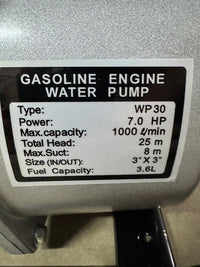 GASOLINE ENGINE
WATER PUMP
Type: WP30
Power: 7.0 HP
Max.capacity: 1000 ℓ/min
Total Head: 25 m
Max.Suct: 8 m
Size (IN/OUT): 3"X 3"
Fuel Capacity: 3.6L